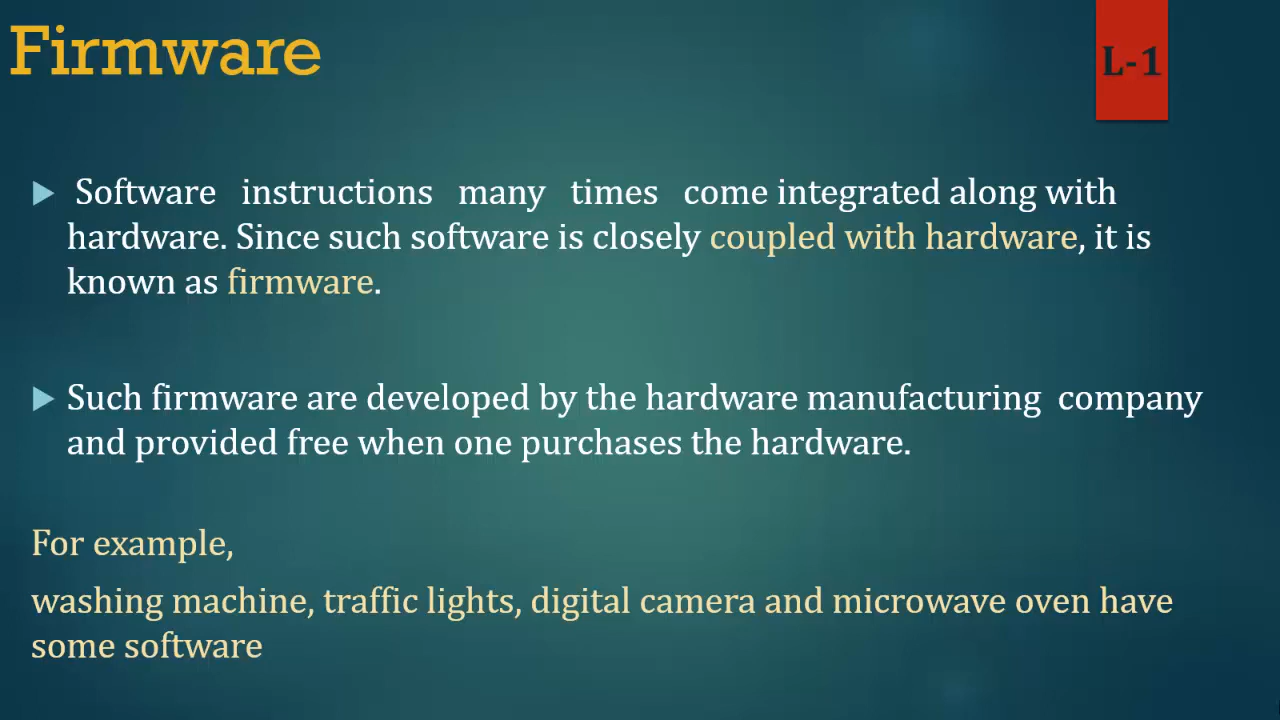 Firmware
L-1
Software instructions many times come integrated along with
hardware. Since such software is closely coupled with hardware, it is
known as firmware.
Such firmware are developed by the hardware manufacturing company
and provided free when one purchases the hardware.
For example,
washing machine, traffic lights, digital camera and microwave oven have
some software